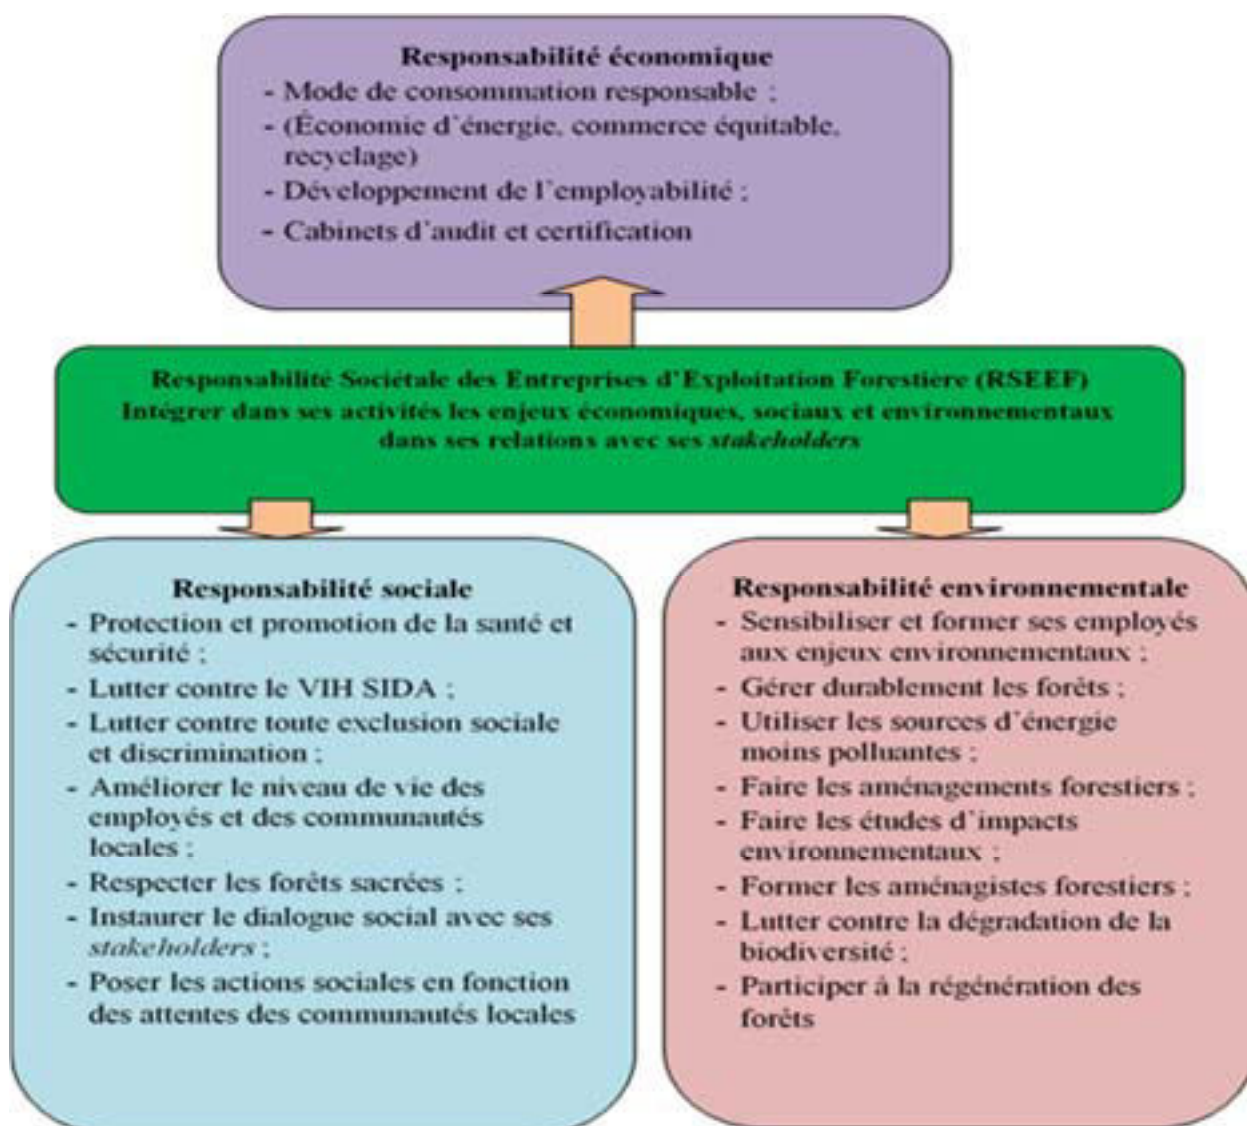 Responsabilité économique
- Mode de consommation responsable ;
- (Économie d'énergie, commerce équitable,
recyclage)
- Développement de l'employabilité ;
- Cabinets d'audit et certification
Responsabilité Sociétale des Entreprises d'Exploitation Forestière (RSEEF)
Intégrer dans ses activités les enjeux économiques, sociaux et environnementaux
dans ses relations avec ses stakeholders
Responsabilité sociale
- Protection et promotion de la santé et
sécurité ;
- Lutter contre le VIH SIDA ;
- Lutter contre toute exclusion sociale
et discrimination ;
- Améliorer le niveau de vie des
employés et des communautés
locales ;
- Respecter les forêts sacrées ;
- Instaurer le dialogue social avec ses
stakeholders ;
- Poser les actions sociales en fonction
des attentes des communautés locales
Responsabilité environnementale
- Sensibiliser et former ses employés
aux enjeux environnementaux ;
- Gérer durablement les forêts ;
- Utiliser les sources d'énergie
moins polluantes ;
- Faire les aménagements forestiers ;
- Faire les études d'impacts
environnementaux ;
- Former les aménagistes forestiers ;
- Lutter contre la dégradation de la
biodiversité ;
- Participer à la régénération des
forêts